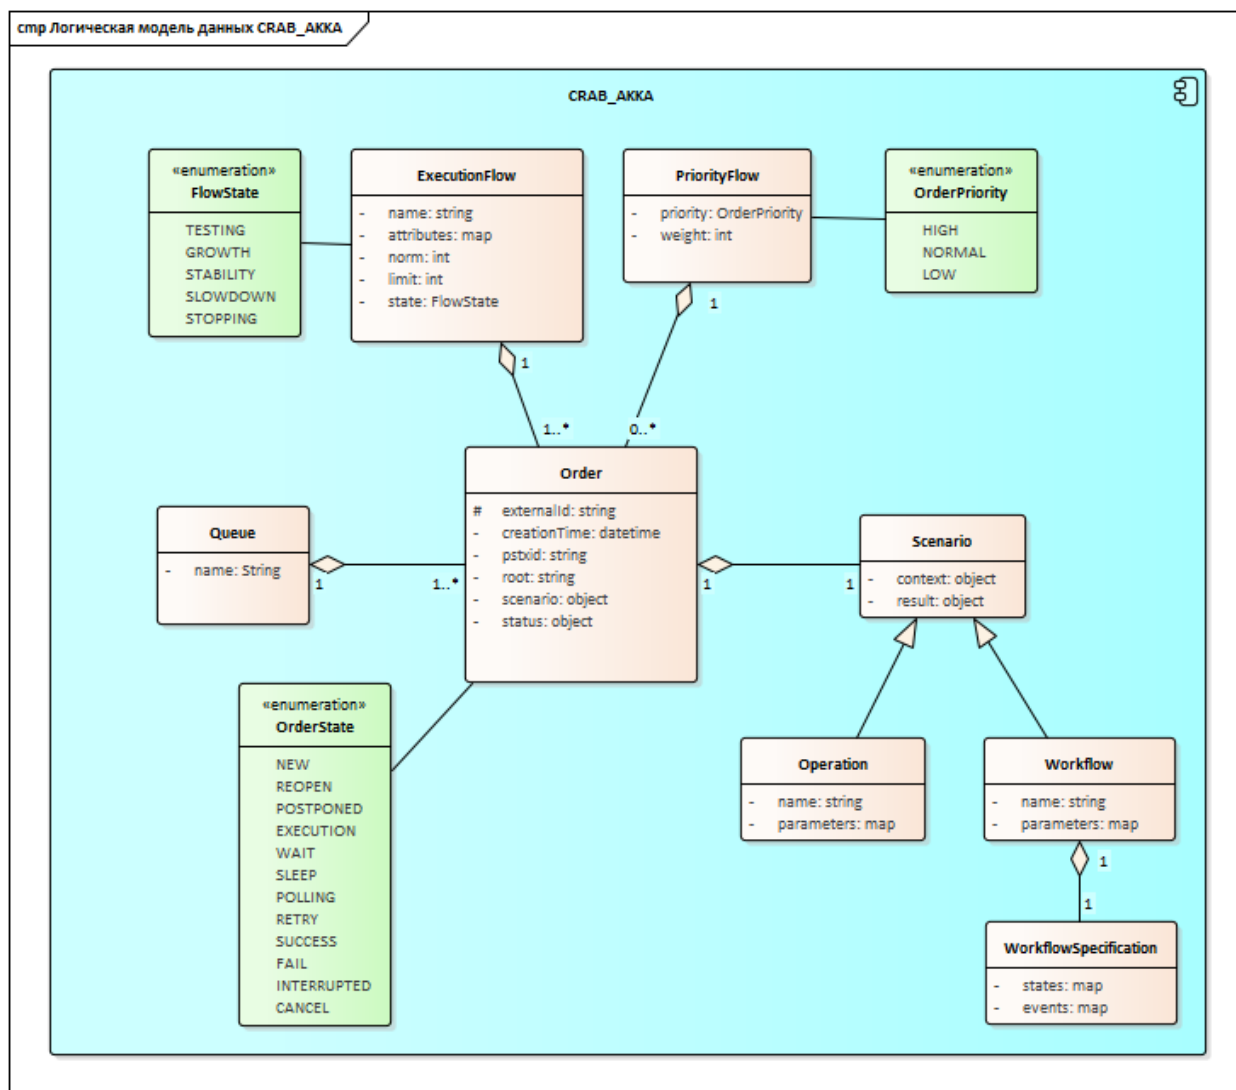 cmp Логическая модель данных CRAB_AKKA
CRAB_AKKA
«enumeration»
FlowState
TESTING
GROWTH
STABILITY
SLOWDOWN
STOPPING
ExecutionFlow
- name: string
- attributes: map
- norm: int
- limit: int
- state: FlowState
PriorityFlow
- priority: OrderPriority
- weight: int
«enumeration»
OrderPriority
HIGH
NORMAL
LOW
1
1
1..*
0..*
Order
# externalId: string
- creationTime: datetime
- pstxid: string
- root: string
- scenario: object
- status: object
Queue
- name: String
1
1..*
1
1
Scenario
- context: object
- result: object
«enumeration»
OrderState
NEW
REOPEN
POSTPONED
EXECUTION
WAIT
SLEEP
POLLING
RETRY
SUCCESS
FAIL
INTERRUPTED
CANCEL
Operation
- name: string
- parameters: map
Workflow
- name: string
- parameters: map
1
1
WorkflowSpecification
- states: map
- events: map